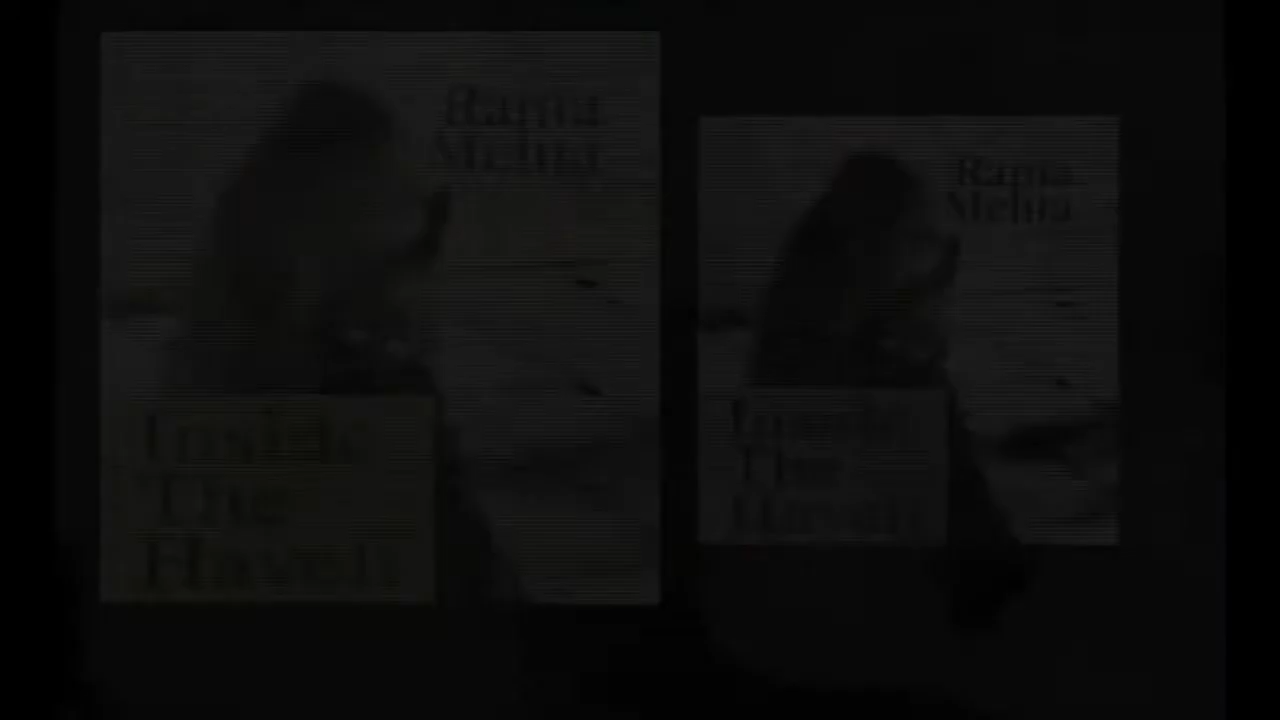 Rama
Mehta
Inside
The
Haveli
Rama
Mehta
Inside
The
Haveli